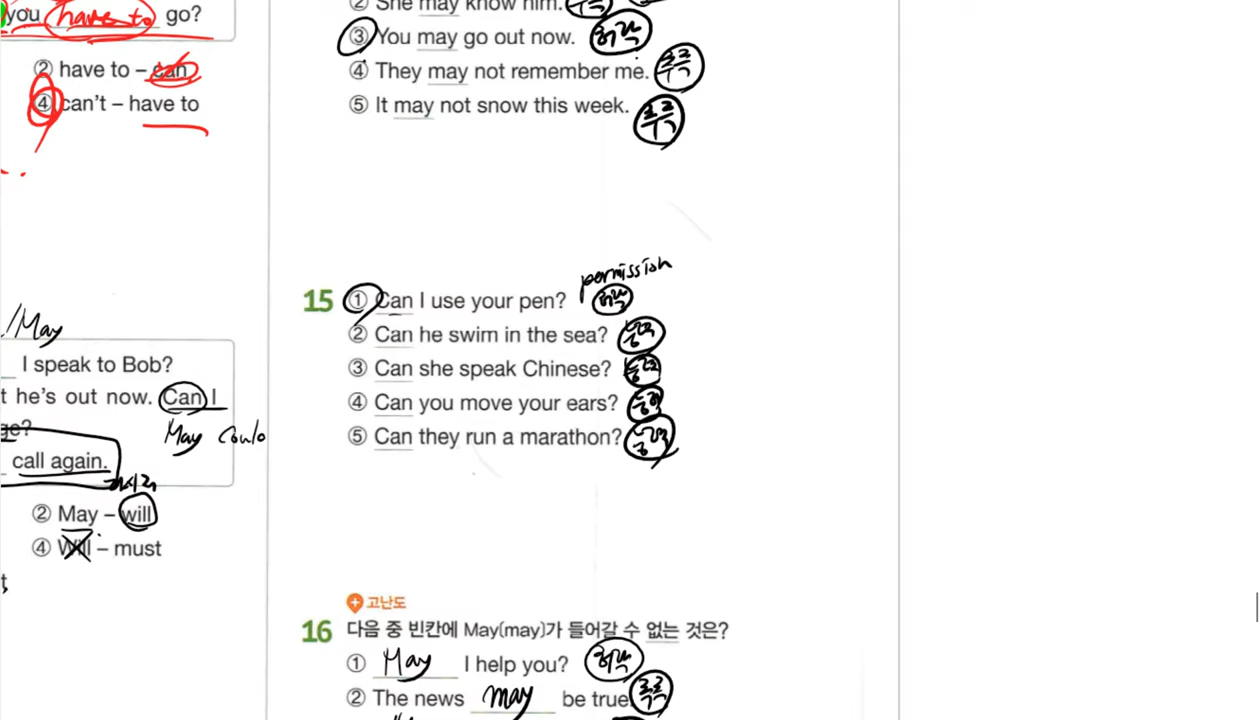 you have to go?
② have to – can
④ can't – have to
/May
I speak to Bob?
t he's out now. Can I
ge?
May could
call again.
② May – will
④ Will – must
② She may know him.
③ You may go out now. 허락
④ They may not remember me. 추측
⑤ It may not snow this week. 추측
permission
15 ① Can I use your pen? 허락
② Can he swim in the sea? 능력
③ Can she speak Chinese? 능력
④ Can you move your ears? 능력
⑤ Can they run a marathon? 능력
고난도
16 다음 중 빈칸에 May(may)가 들어갈 수 없는 것은?
① May I help you? 허락
② The news may be true 추측